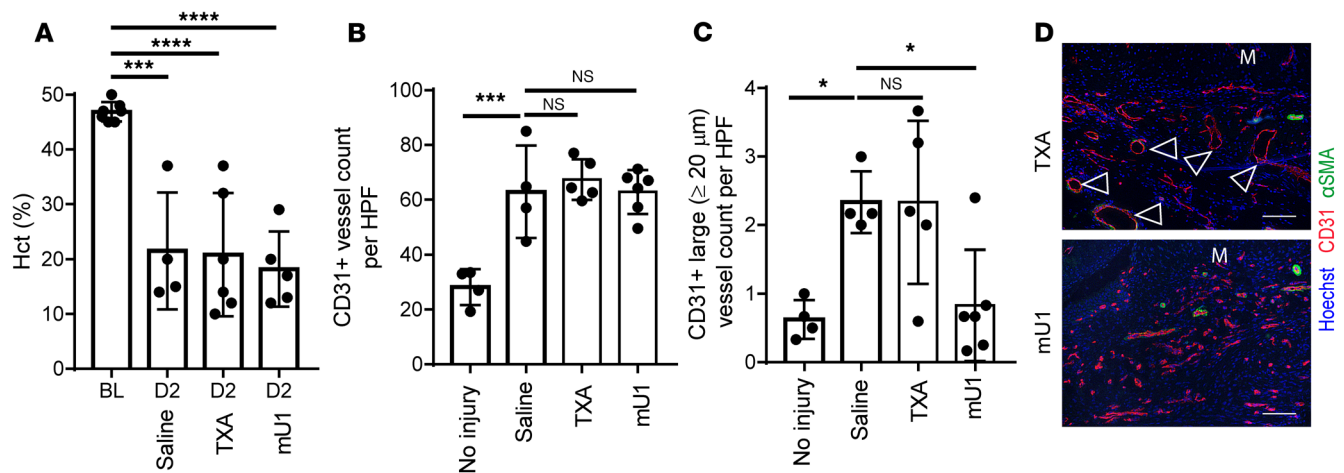 A
****
****
***
Hct (%)
50
40
30
20
10
0
BL
D2
D2
D2
Saline
TXA
mU1
B
NS
***
NS
CD31+ vessel count
per HPF
100
80
60
40
20
0
No injury
Saline
TXA
mU1
C
*
*
NS
CD31+ large (≥ 20 μm)
vessel count per HPF
4
3
2
1
0
No injury
Saline
TXA
mU1
D
M
TXA
M
mU1
Hoechst CD31 αSMA